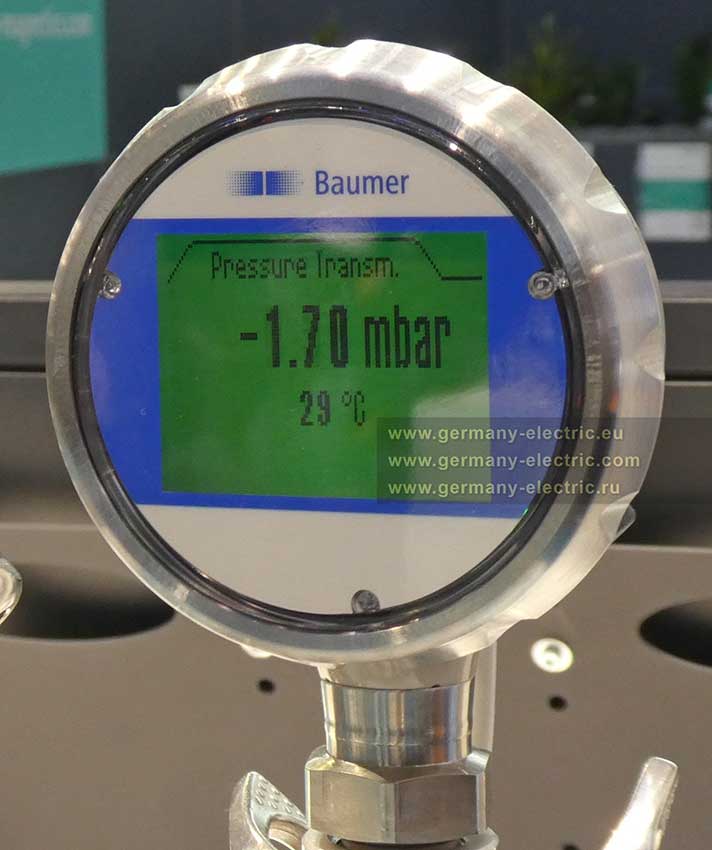 Baumer
Pressure Transm.
-1.70 mbar
29 °C
www.germany-electric.eu
www.germany-electric.com
www.germany-electric.ru